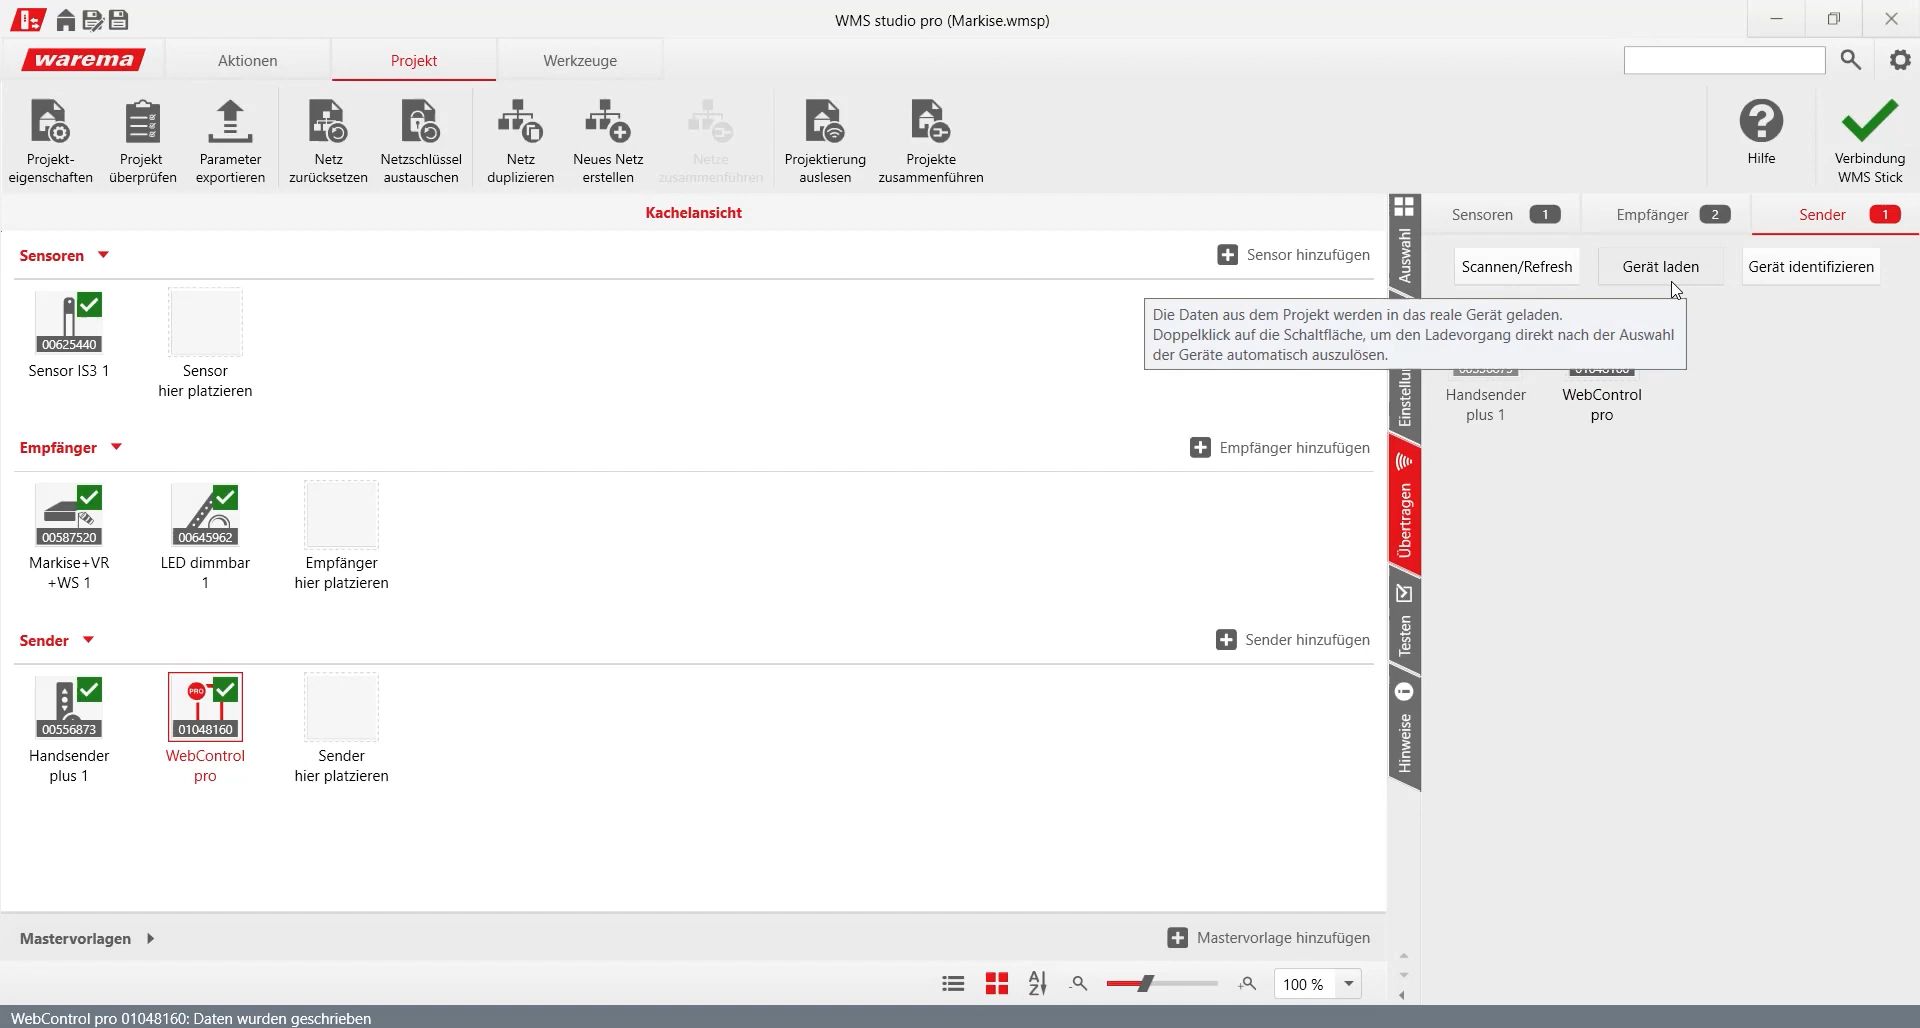 WMS studio pro (Markise.wmsp)
warema
Aktionen
Projekt
Werkzeuge
Projekt-
eigenschaften
Projekt
überprüfen
Parameter
exportieren
Netz
zurücksetzen
Netzschlüssel
austauschen
Netz
duplizieren
Neues Netz
erstellen
Netze
zusammenführen
Projektierung
auslesen
Projekte
zusammenführen
Hilfe
Verbindung
WMS Stick
Kachelansicht
Sensoren
Sensor hinzufügen
00625440
Sensor IS3 1
Sensor
hier platzieren
Empfänger
Empfänger hinzufügen
00587520
Markise+VR
+WS 1
00645962
LED dimmbar
1
Empfänger
hier platzieren
Sender
Sender hinzufügen
00556873
Handsender
plus 1
PRO
01048160
WebControl
pro
Sender
hier platzieren
Mastervorlagen
Mastervorlage hinzufügen
A
Z
100 %
Auswahl
Übertragen
Testen
Hinweise
Sensoren 1
Empfänger 2
Sender 1
Scannen/Refresh
Gerät laden
Gerät identifizieren
Die Daten aus dem Projekt werden in das reale Gerät geladen.
Doppelklick auf die Schaltfläche, um den Ladevorgang direkt nach der Auswahl
der Geräte automatisch auszulösen.
Handsender
plus 1
WebControl
pro
WebControl pro 01048160: Daten wurden geschrieben